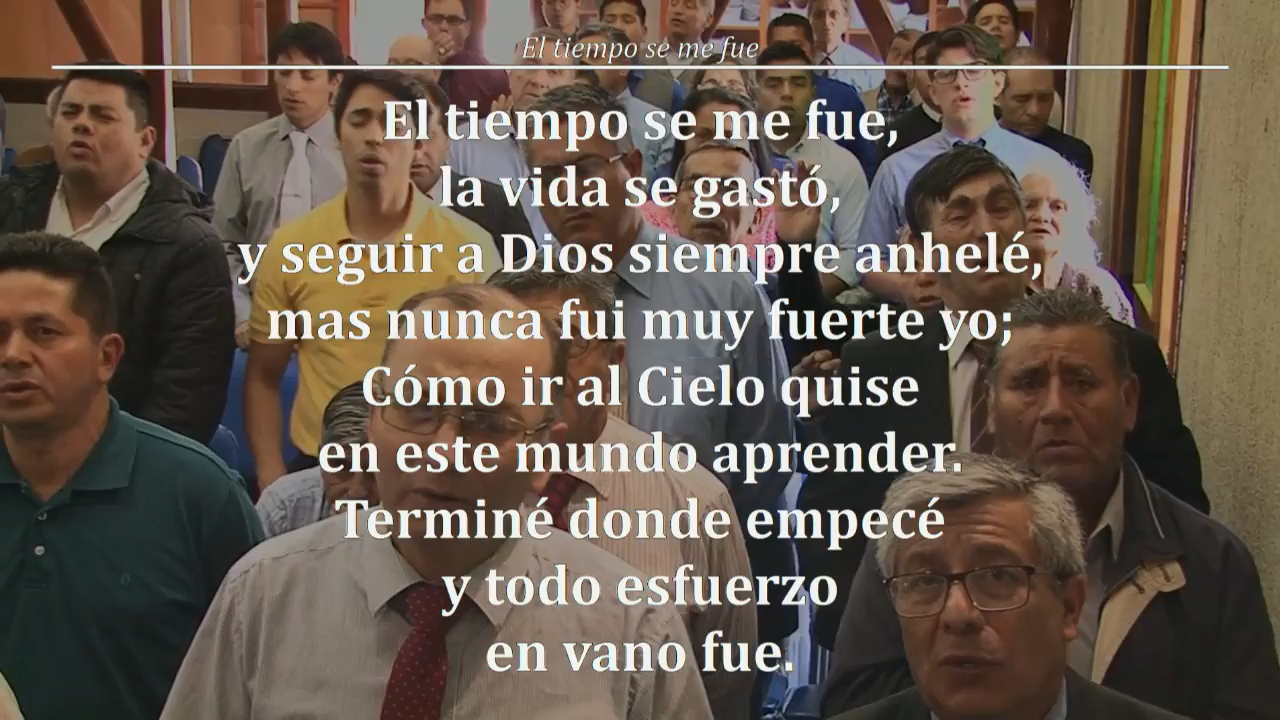 El tiempo se me fue
El tiempo se me fue,
la vida se gastó,
y seguir a Dios siempre anhelé,
mas nunca fui muy fuerte yo;
Cómo ir al Cielo quise
en este mundo aprender.
Terminé donde empecé
y todo esfuerzo
en vano fue.